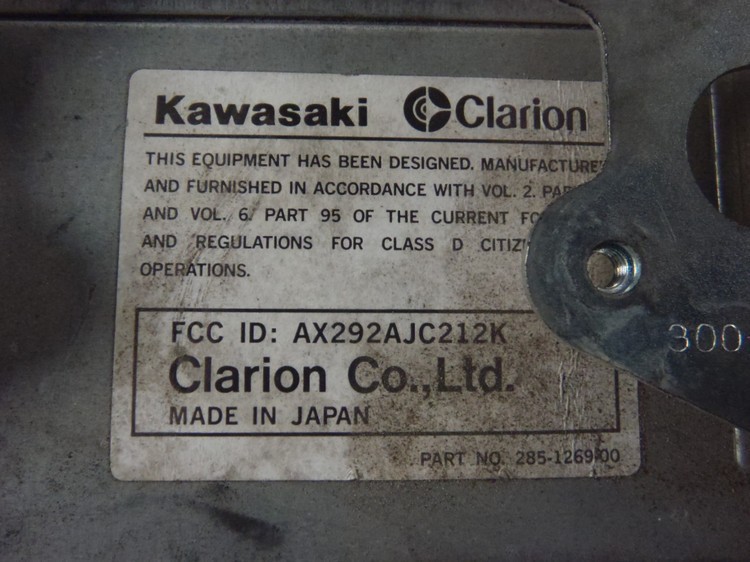 Kawasaki Clarion
THIS EQUIPMENT HAS BEEN DESIGNED. MANUFACTURE
AND FURNISHED IN ACCORDANCE WITH VOL. 2. PAR
AND VOL. 6. PART 95 OF THE CURRENT
AND REGULATIONS FOR CLASS D CITIZ
OPERATIONS.
FCC ID: AX292AJC212K
Clarion Co.,Ltd.
MADE IN JAPAN
PART NO. 285-1269-00
300